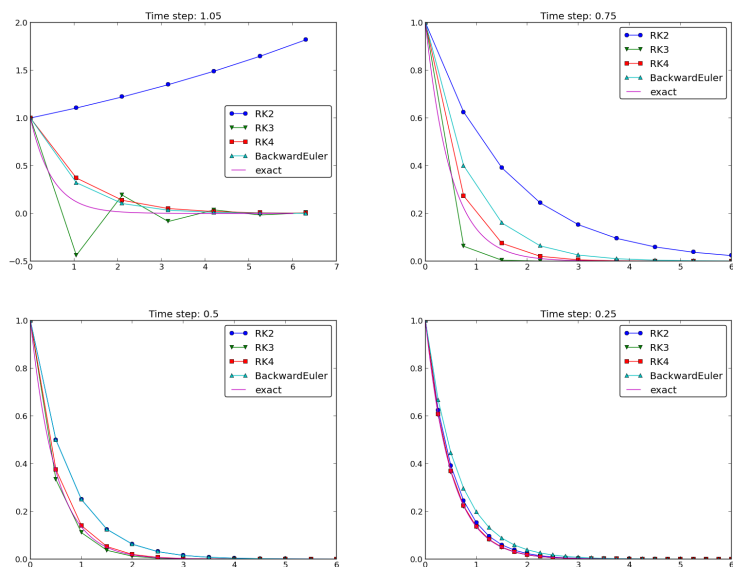 Time step: 1.05
2.0
1.5
1.0
0.5
0.0
−0.5
0 1 2 3 4 5 6 7
RK2
RK3
RK4
BackwardEuler
exact
Time step: 0.75
1.0
0.8
0.6
0.4
0.2
0.0
0 1 2 3 4 5 6
RK2
RK3
RK4
BackwardEuler
exact
Time step: 0.5
1.0
0.8
0.6
0.4
0.2
0.0
0 1 2 3 4 5 6
RK2
RK3
RK4
BackwardEuler
exact
Time step: 0.25
1.0
0.8
0.6
0.4
0.2
0.0
0 1 2 3 4 5 6
RK2
RK3
RK4
BackwardEuler
exact